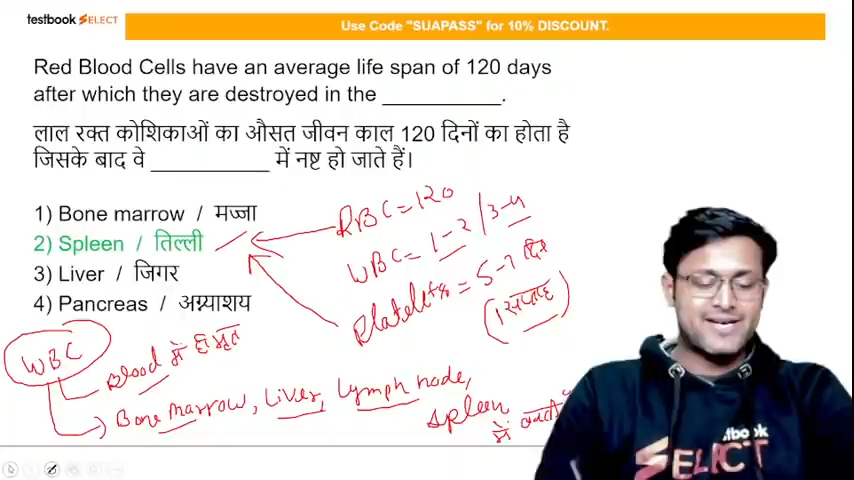 testbook SELECT
Use Code "SUAPASS" for 10% DISCOUNT.
Red Blood Cells have an average life span of 120 days
after which they are destroyed in the __________.
लाल रक्त कोशिकाओं का औसत जीवन काल 120 दिनों का होता है
जिसके बाद वे __________ में नष्ट हो जाते हैं।
1) Bone marrow / मज्जा
2) Spleen / तिल्ली
3) Liver / जिगर
4) Pancreas / अग्न्याशय
RBC = 120
WBC = 1-2 / 3-4
Platelets = 5-7 दिन
(1 सप्ताह)
WBC
Blood में ही मृत
Bone marrow, Liver, Lymph node,
spleen
में
tbook
SELECT